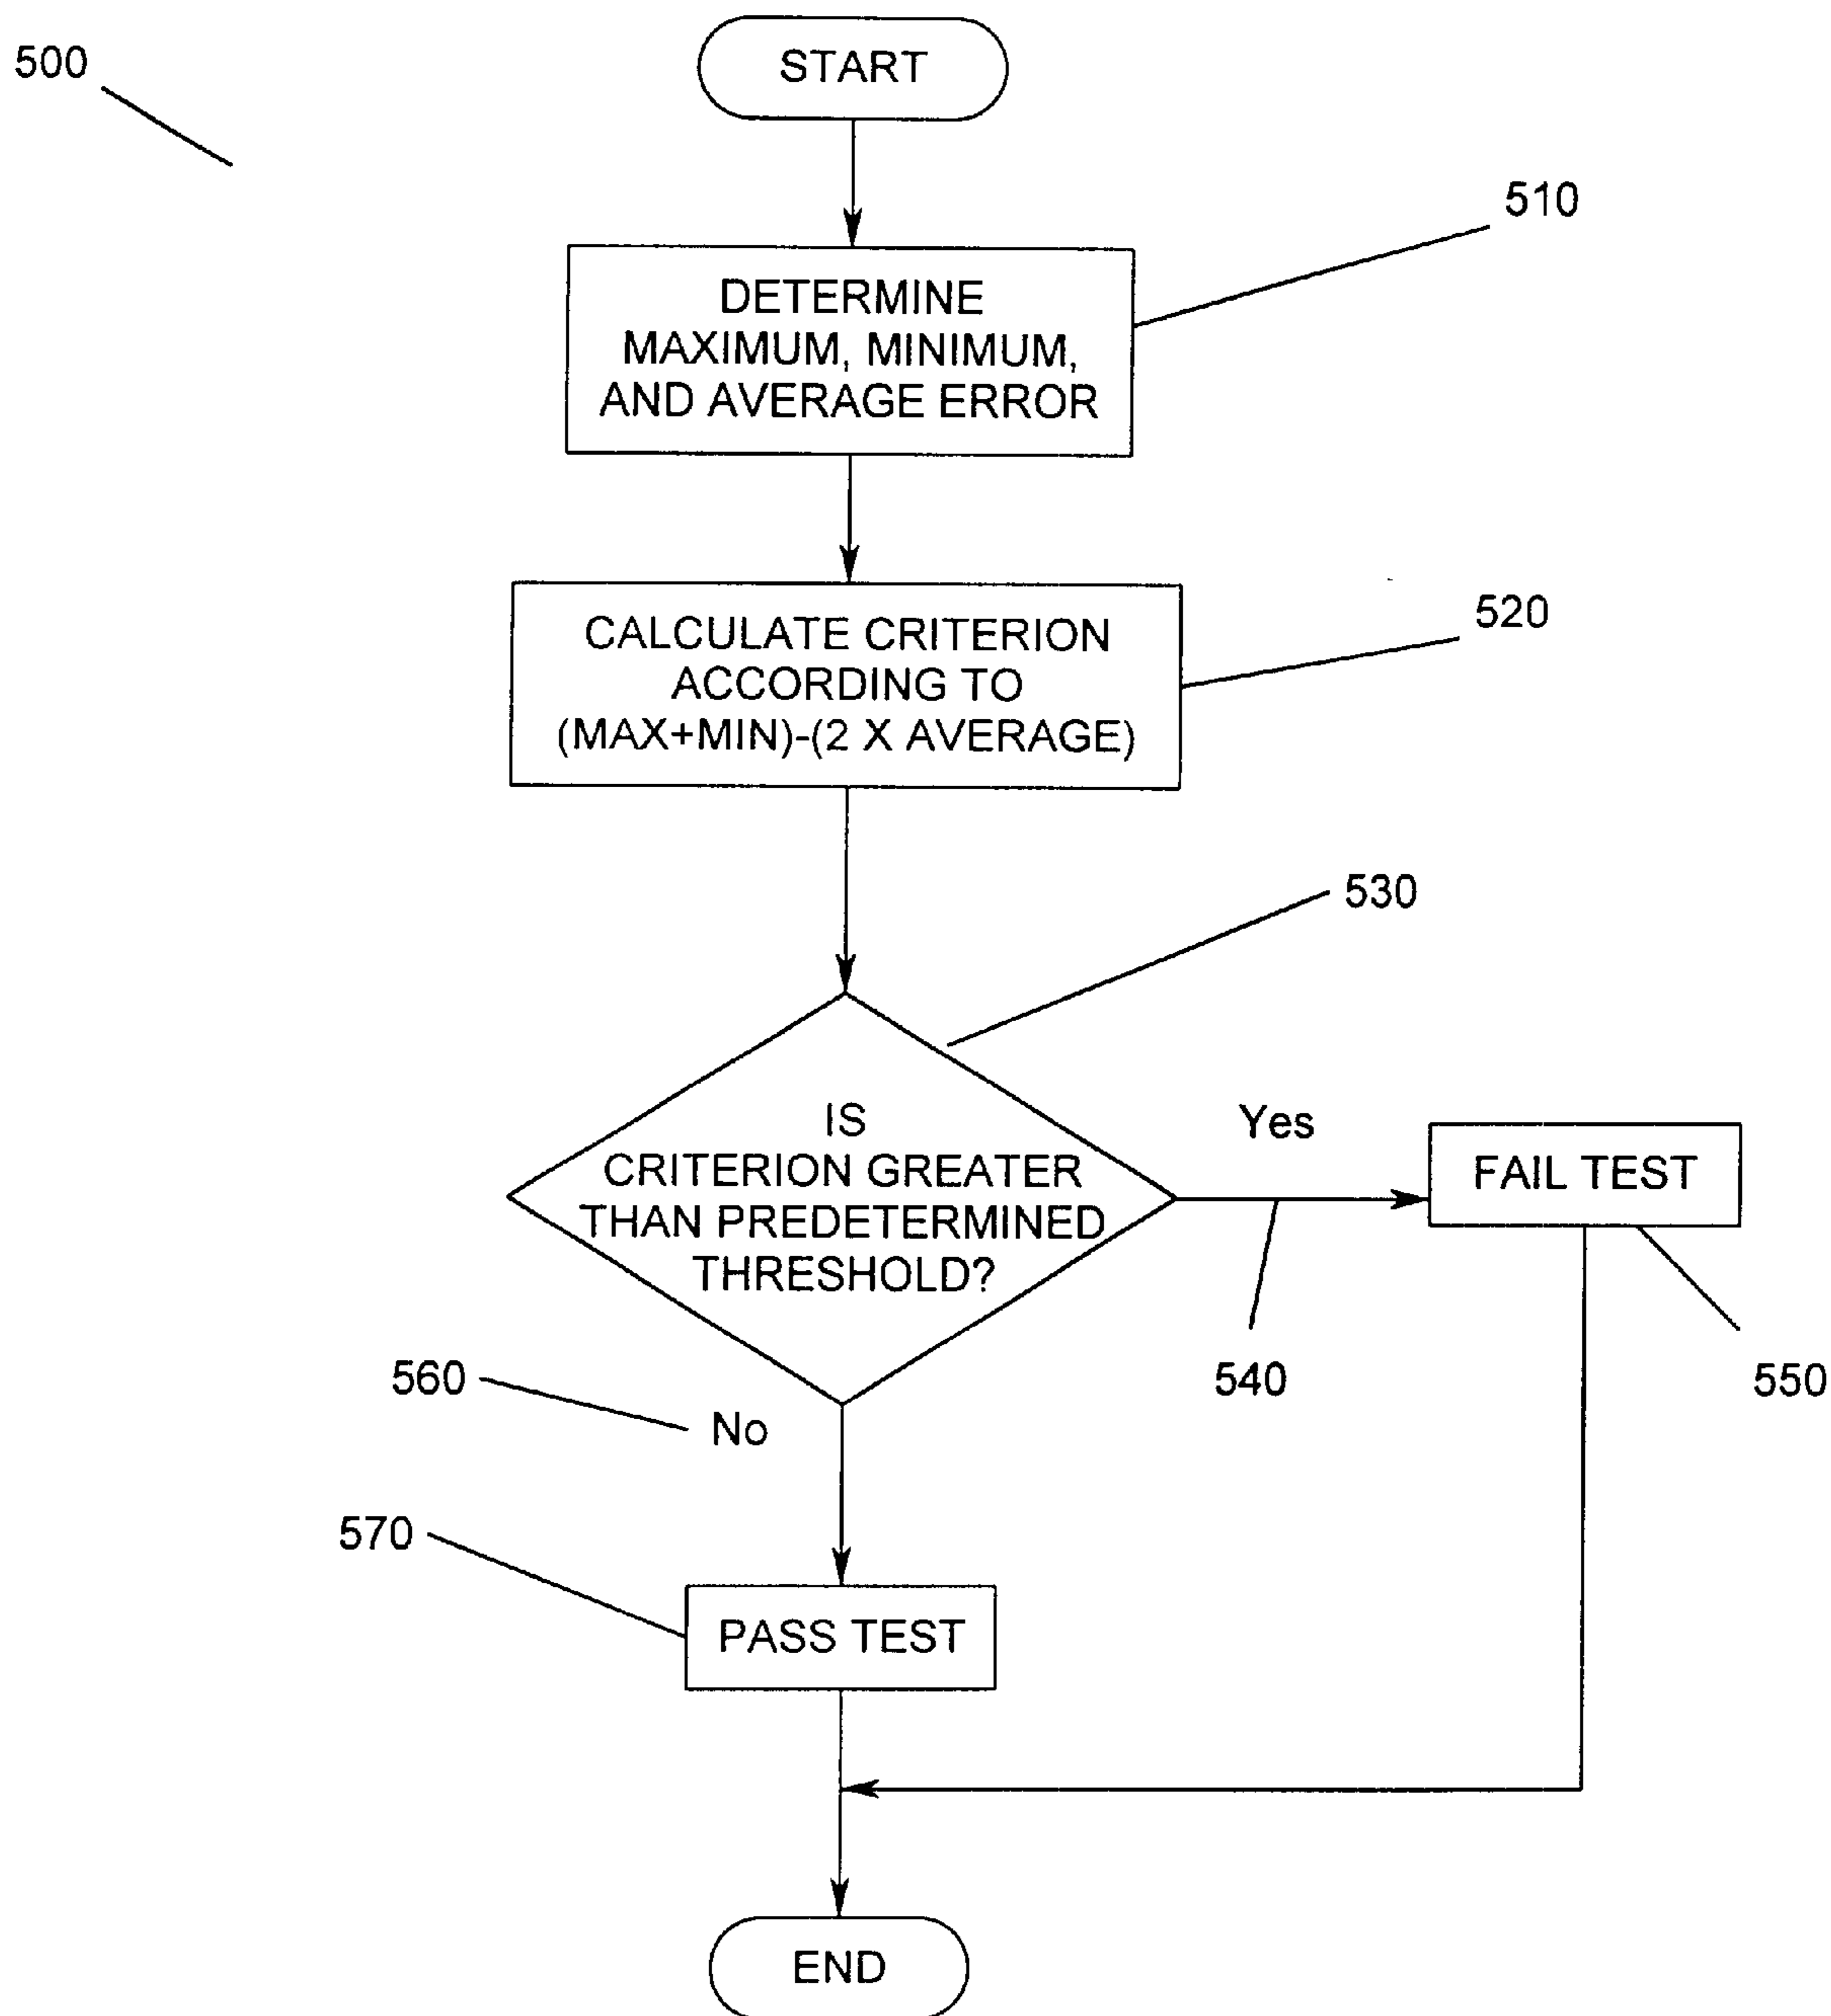 START
500
510
DETERMINE
MAXIMUM, MINIMUM,
AND AVERAGE ERROR
520
CALCULATE CRITERION
ACCORDING TO
(MAX+MIN)-(2 X AVERAGE)
530
IS
CRITERION GREATER
THAN PREDETERMINED
THRESHOLD?
Yes
FAIL TEST
540
550
560
No
570
PASS TEST
END